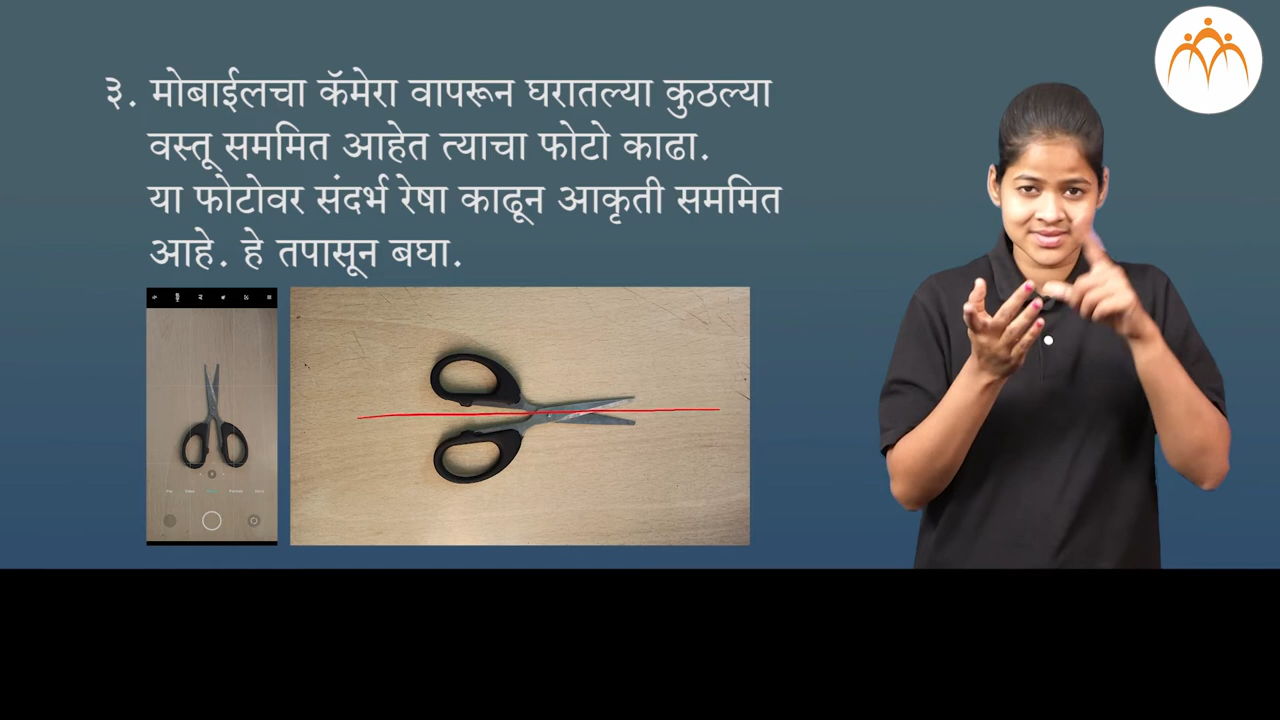 ३. मोबाईलचा कॅमेरा वापरून घरातल्या कुठल्या
वस्तू सममित आहेत त्याचा फोटो काढा.
या फोटोवर संदर्भ रेषा काढून आकृती सममित
आहे. हे तपासून बघा.